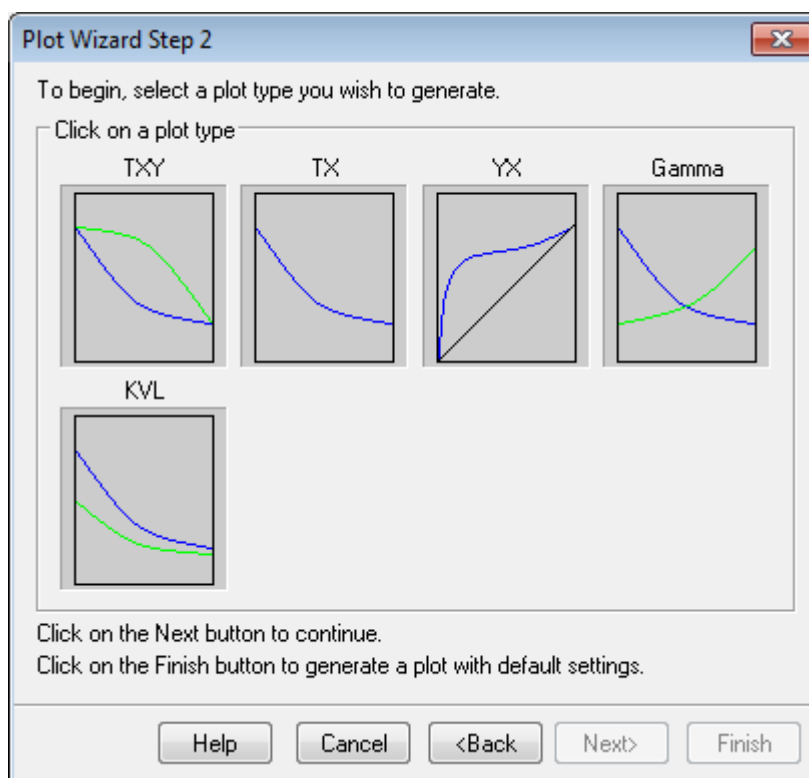 Plot Wizard Step 2
To begin, select a plot type you wish to generate.
Click on a plot type
TXY TX YX Gamma
KVL
Click on the Next button to continue.
Click on the Finish button to generate a plot with default settings.
Help Cancel <Back Next> Finish